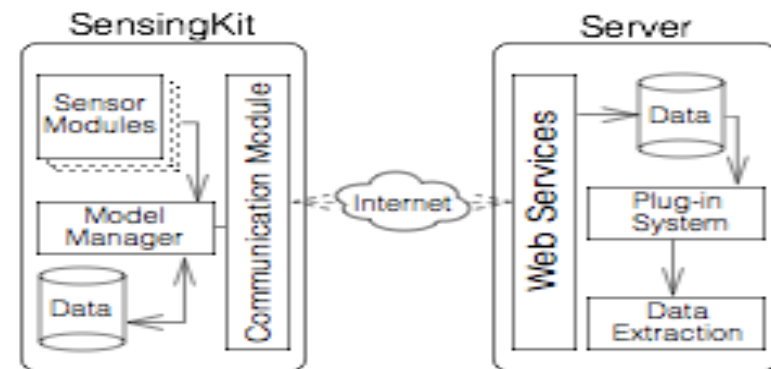 SensingKit
Sensor
Modules
Model
Manager
Data
Communication Module
Internet
Server
Web Services
Data
Plug-in
System
Data
Extraction